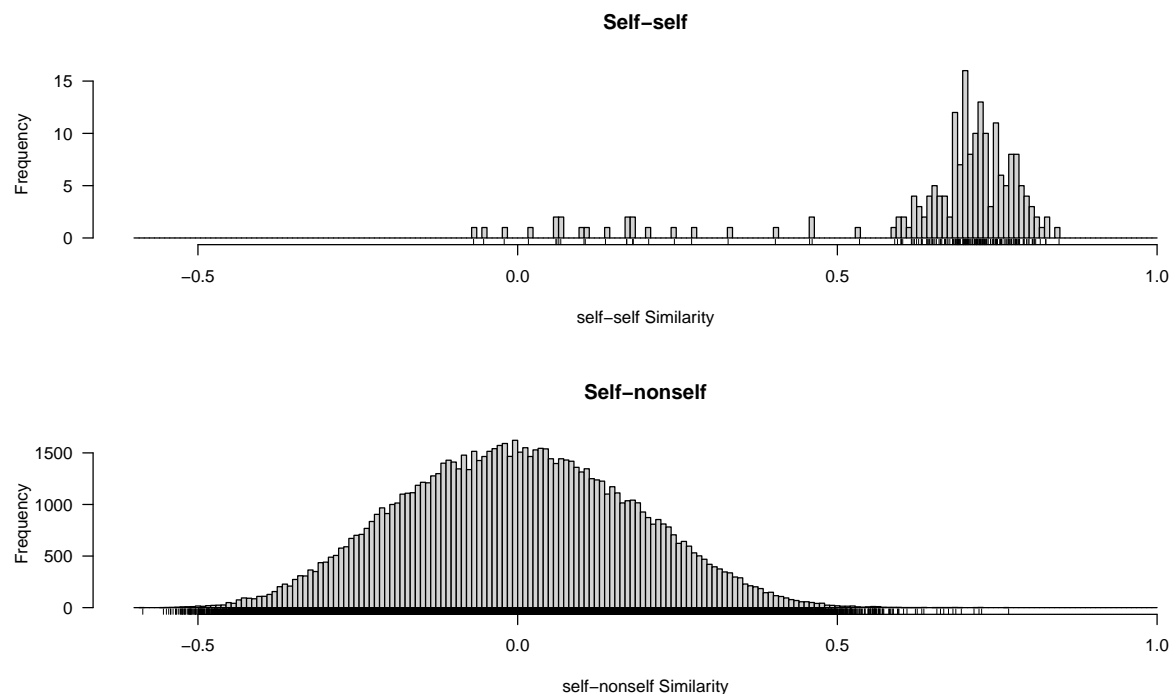 Self−self
Frequency
15
10
5
0
−0.5 0.0 0.5 1.0
self−self Similarity
Self−nonself
Frequency
1500
1000
500
0
−0.5 0.0 0.5 1.0
self−nonself Similarity